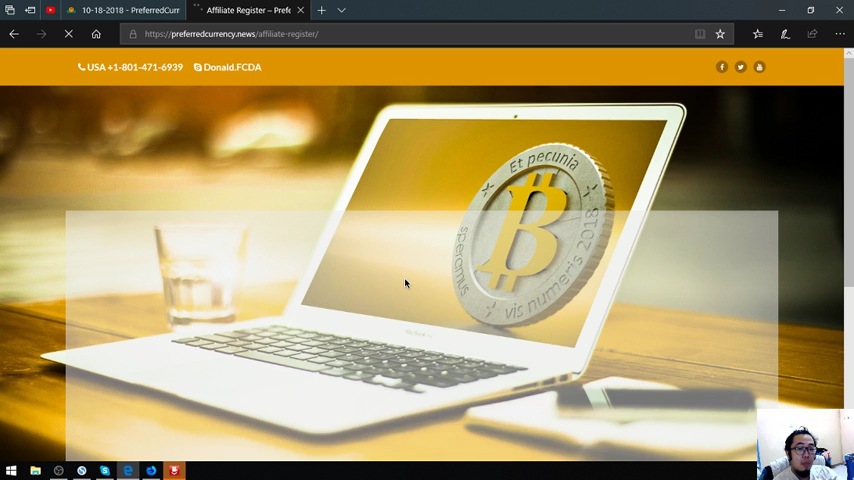 10-18-2018 - PreferredCurr
Affiliate Register – Prefe
https://preferredcurrency.news/affiliate-register/
USA +1-801-471-6939
Donald.FCDA
Et pecunia
speramus
vis numeris 2018